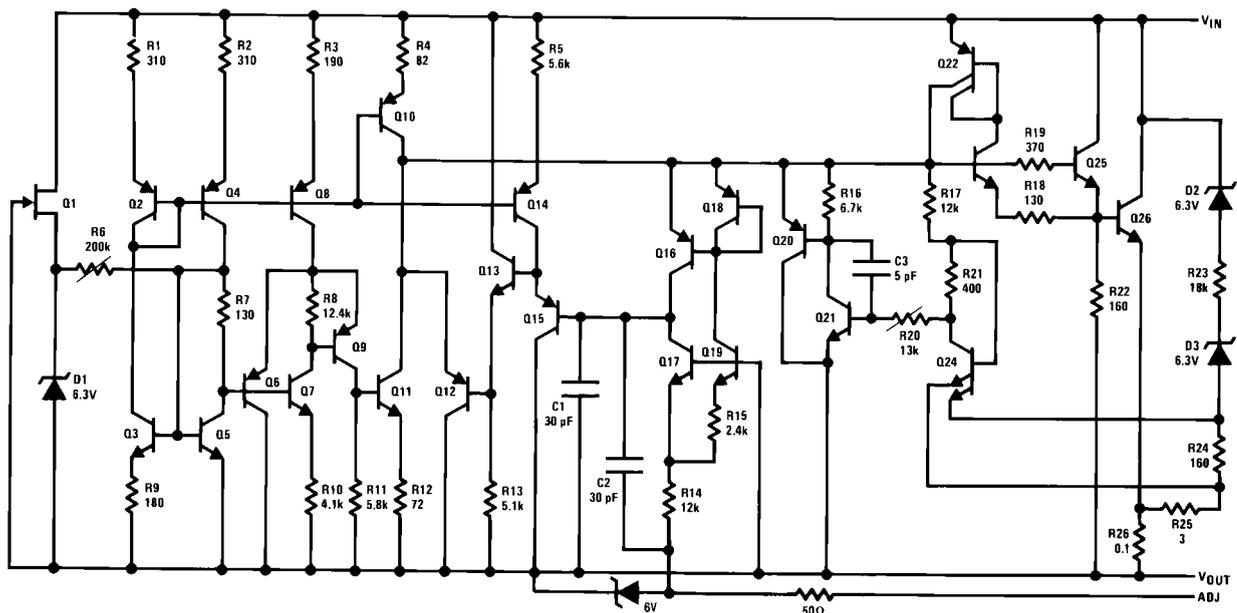 VIN
R1
310
R2
310
R3
190
R4
82
R5
5.6k
Q22
Q10
R19
370
Q25
Q1
Q2
Q4
Q8
Q14
Q18
R16
6.7k
R17
12k
R18
130
Q26
D2
6.3V
R6
200k
Q16
Q20
Q13
C3
5 pF
R7
130
R8
12.4k
Q15
R21
400
R22
160
R23
18k
Q9
Q21
R20
13k
Q17
Q19
Q24
D3
6.3V
D1
6.3V
Q6
Q7
Q11
Q12
C1
30 pF
R15
2.4k
Q3
Q5
R24
160
C2
30 pF
R9
180
R10
4.1k
R11
5.8k
R12
72
R13
5.1k
R14
12k
R25
3
R26
0.1
VOUT
6V
50Ω
ADJ